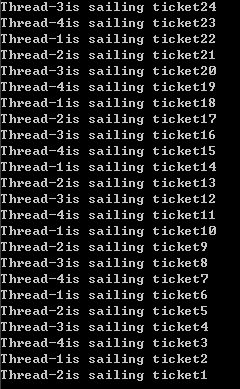 Thread-3is sailing ticket24
Thread-4is sailing ticket23
Thread-1is sailing ticket22
Thread-2is sailing ticket21
Thread-3is sailing ticket20
Thread-4is sailing ticket19
Thread-1is sailing ticket18
Thread-2is sailing ticket17
Thread-3is sailing ticket16
Thread-4is sailing ticket15
Thread-1is sailing ticket14
Thread-2is sailing ticket13
Thread-3is sailing ticket12
Thread-4is sailing ticket11
Thread-1is sailing ticket10
Thread-2is sailing ticket9
Thread-3is sailing ticket8
Thread-4is sailing ticket7
Thread-1is sailing ticket6
Thread-2is sailing ticket5
Thread-3is sailing ticket4
Thread-4is sailing ticket3
Thread-1is sailing ticket2
Thread-2is sailing ticket1